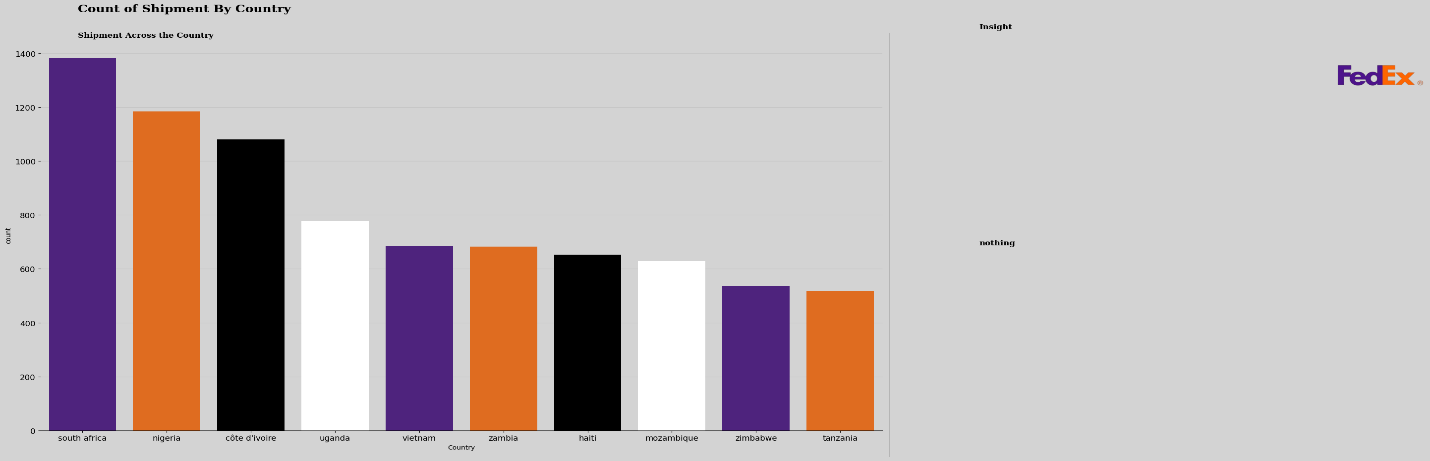 Count of Shipment By Country
Shipment Across the Country
Insight
FedEx®
nothing
count
1400
1200
1000
800
600
400
200
0
south africa nigeria côte d'ivoire uganda vietnam zambia haiti mozambique zimbabwe tanzania
Country